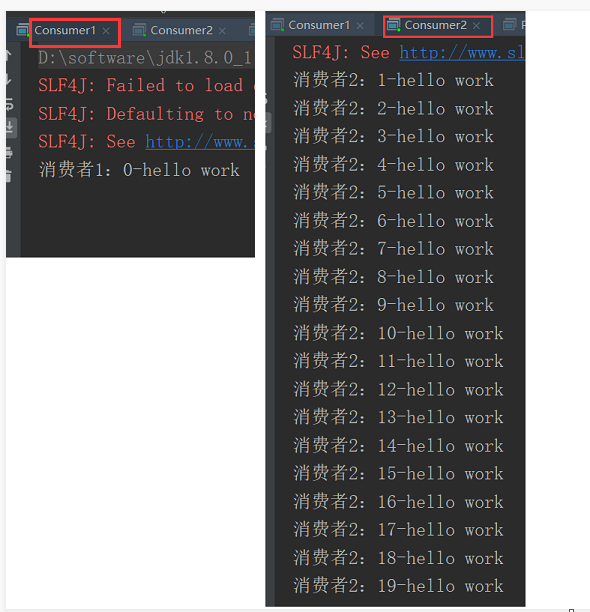 Consumer1 × Consumer2 ×
D:\software\jdk1.8.0_1
SLF4J: Failed to load
SLF4J: Defaulting to no
SLF4J: See http://www.
消费者1: 0-hello work
Consumer1 × Consumer2 ×
SLF4J: See http://www.sl
消费者2: 1-hello work
消费者2: 2-hello work
消费者2: 3-hello work
消费者2: 4-hello work
消费者2: 5-hello work
消费者2: 6-hello work
消费者2: 7-hello work
消费者2: 8-hello work
消费者2: 9-hello work
消费者2: 10-hello work
消费者2: 11-hello work
消费者2: 12-hello work
消费者2: 13-hello work
消费者2: 14-hello work
消费者2: 15-hello work
消费者2: 16-hello work
消费者2: 17-hello work
消费者2: 18-hello work
消费者2: 19-hello work